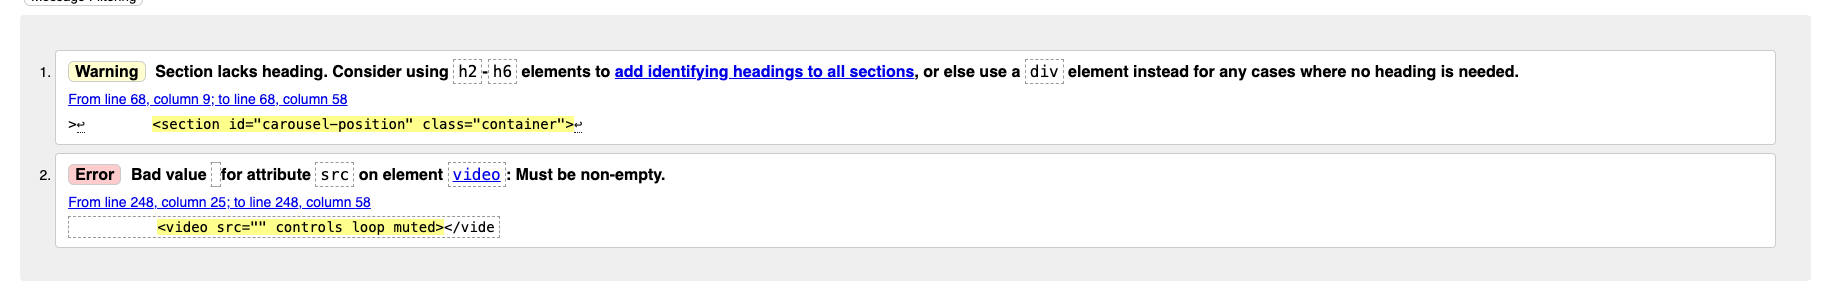 Message Filtering
1. Warning Section lacks heading. Consider using h2-h6 elements to add identifying headings to all sections, or else use a div element instead for any cases where no heading is needed.
From line 68, column 9; to line 68, column 58
>↩ <section id="carousel-position" class="container">↩
2. Error Bad value for attribute src on element video: Must be non-empty.
From line 248, column 25; to line 248, column 58
<video src="" controls loop muted></vide